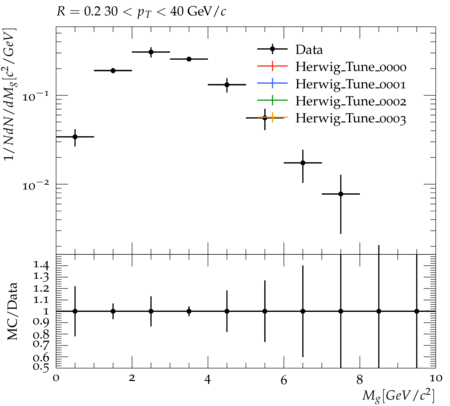 R = 0.2 30 < p_T < 40 GeV/c
1/NdN/dM_g[c²/GeV]
10⁻¹
10⁻²
Data
Herwig_Tune_0000
Herwig_Tune_0001
Herwig_Tune_0002
Herwig_Tune_0003
MC/Data
1.4
1.3
1.2
1.1
1
0.9
0.8
0.7
0.6
0.5
0 2 4 6 8 10
M_g[GeV/c²]